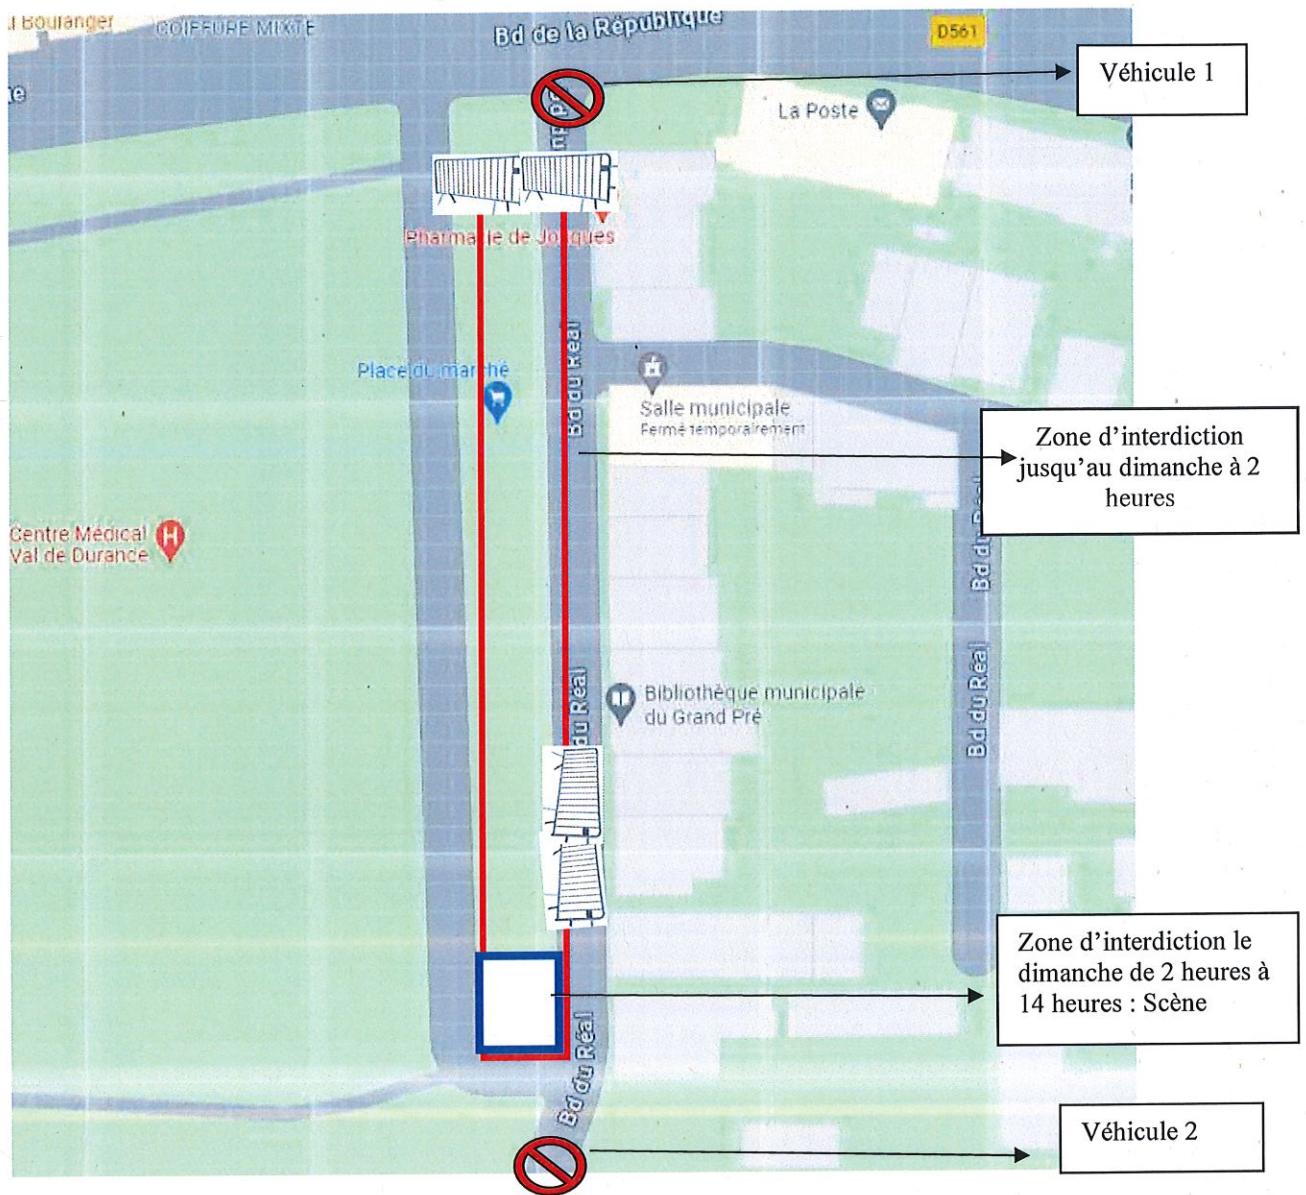 Boulanger
COIFFURE MIXTE
Bd de la République
D561
Véhicule 1
La Poste
Pharmacie de Jouques
Place du marché
Bd du Réal
Salle municipale
Fermé temporairement
Zone d'interdiction
jusqu'au dimanche à 2
heures
Centre Médical
Val de Durance
H
Bd du
Bd du Réal
du Réal
Bibliothèque municipale
du Grand Pré
Zone d'interdiction le
dimanche de 2 heures à
14 heures : Scène
Bd du Réal
Véhicule 2